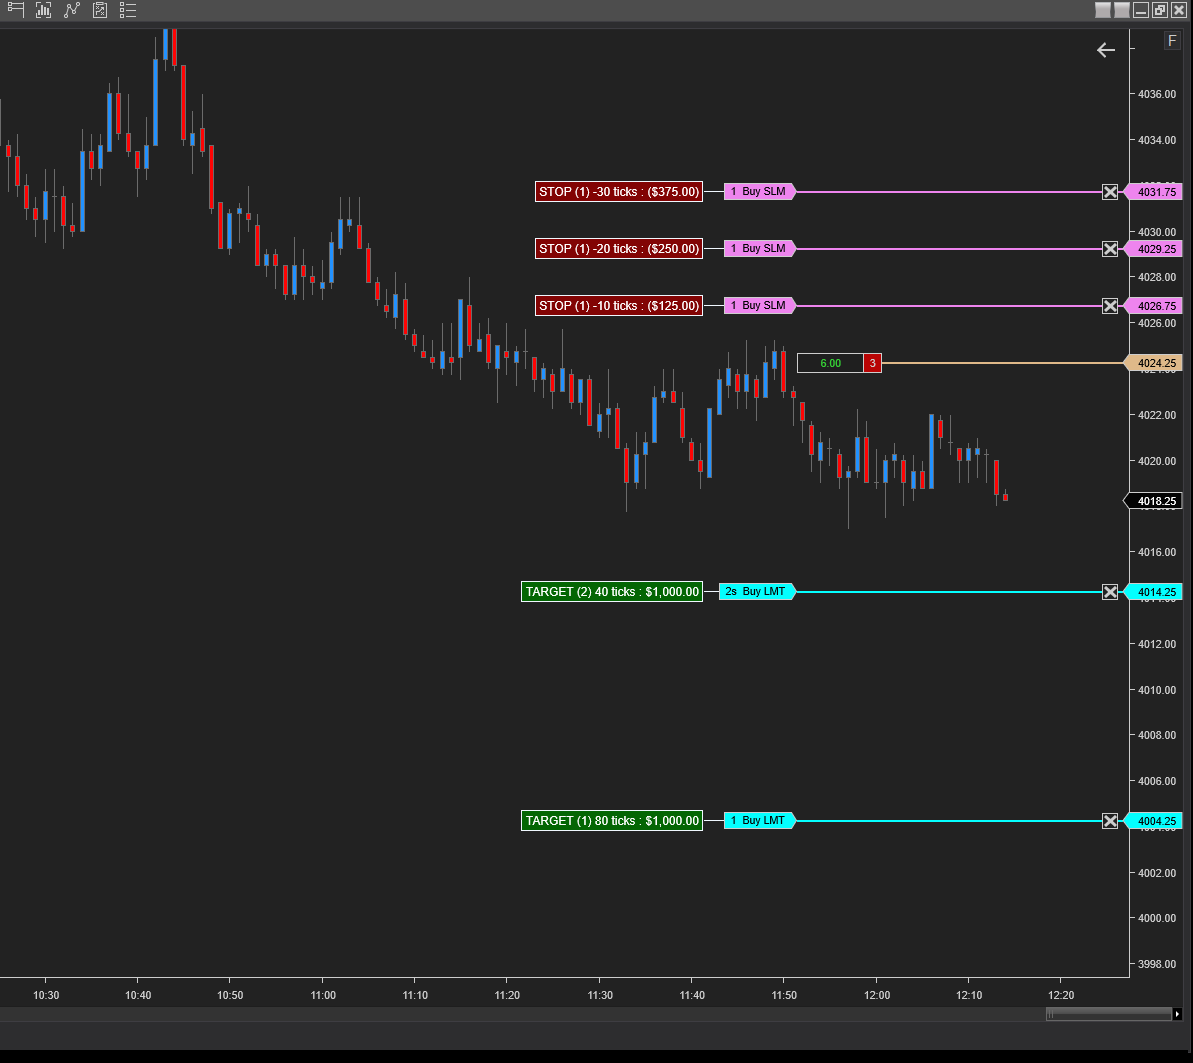 F
4036.00
4034.00
STOP (1) -30 ticks : ($375.00) 1 Buy SLM 4031.75
4030.00
STOP (1) -20 ticks : ($250.00) 1 Buy SLM 4029.25
4028.00
STOP (1) -10 ticks : ($125.00) 1 Buy SLM 4026.75
4026.00
6.00 3 4024.25
4022.00
4020.00
4018.25
4016.00
TARGET (2) 40 ticks : $1,000.00 2s Buy LMT 4014.25
4012.00
4010.00
4008.00
4006.00
TARGET (1) 80 ticks : $1,000.00 1 Buy LMT 4004.25
4002.00
4000.00
3998.00
10:30 10:40 10:50 11:00 11:10 11:20 11:30 11:40 11:50 12:00 12:10 12:20